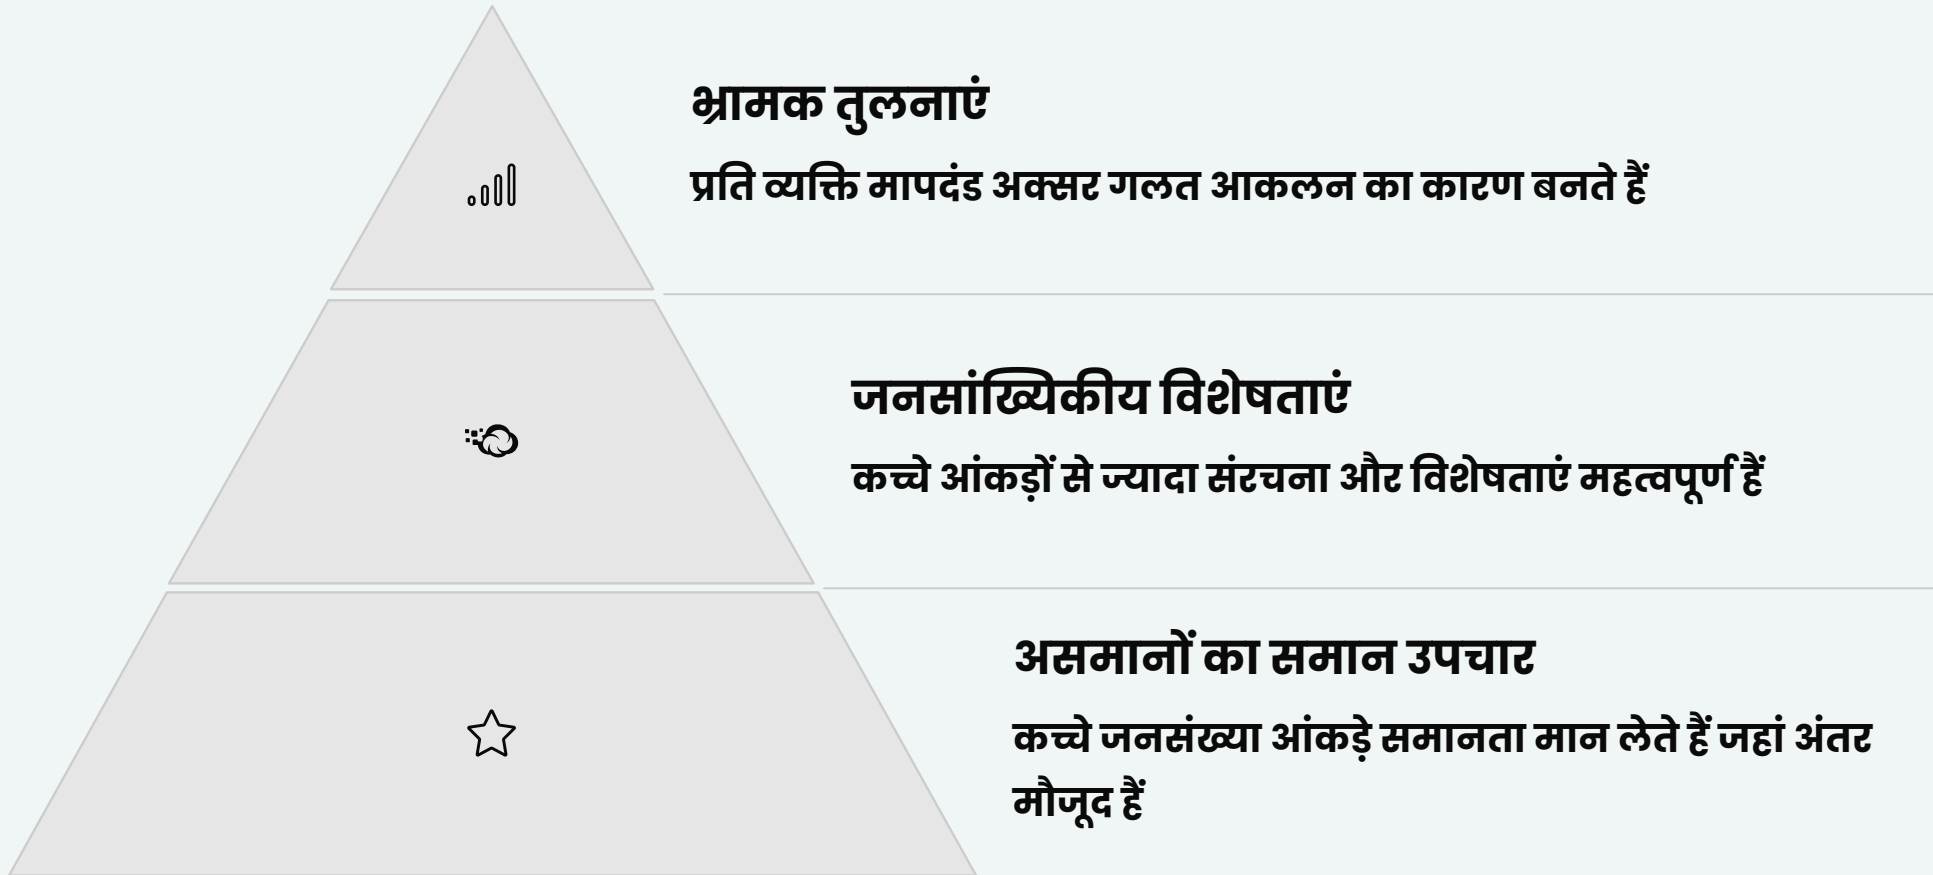 भ्रामक तुलनाएं
प्रति व्यक्ति मापदंड अक्सर गलत आकलन का कारण बनते हैं
जनसांख्यिकीय विशेषताएं
कच्चे आंकड़ों से ज्यादा संरचना और विशेषताएं महत्वपूर्ण हैं
असमानों का समान उपचार
कच्चे जनसंख्या आंकड़े समानता मान लेते हैं जहां अंतर
मौजूद हैं